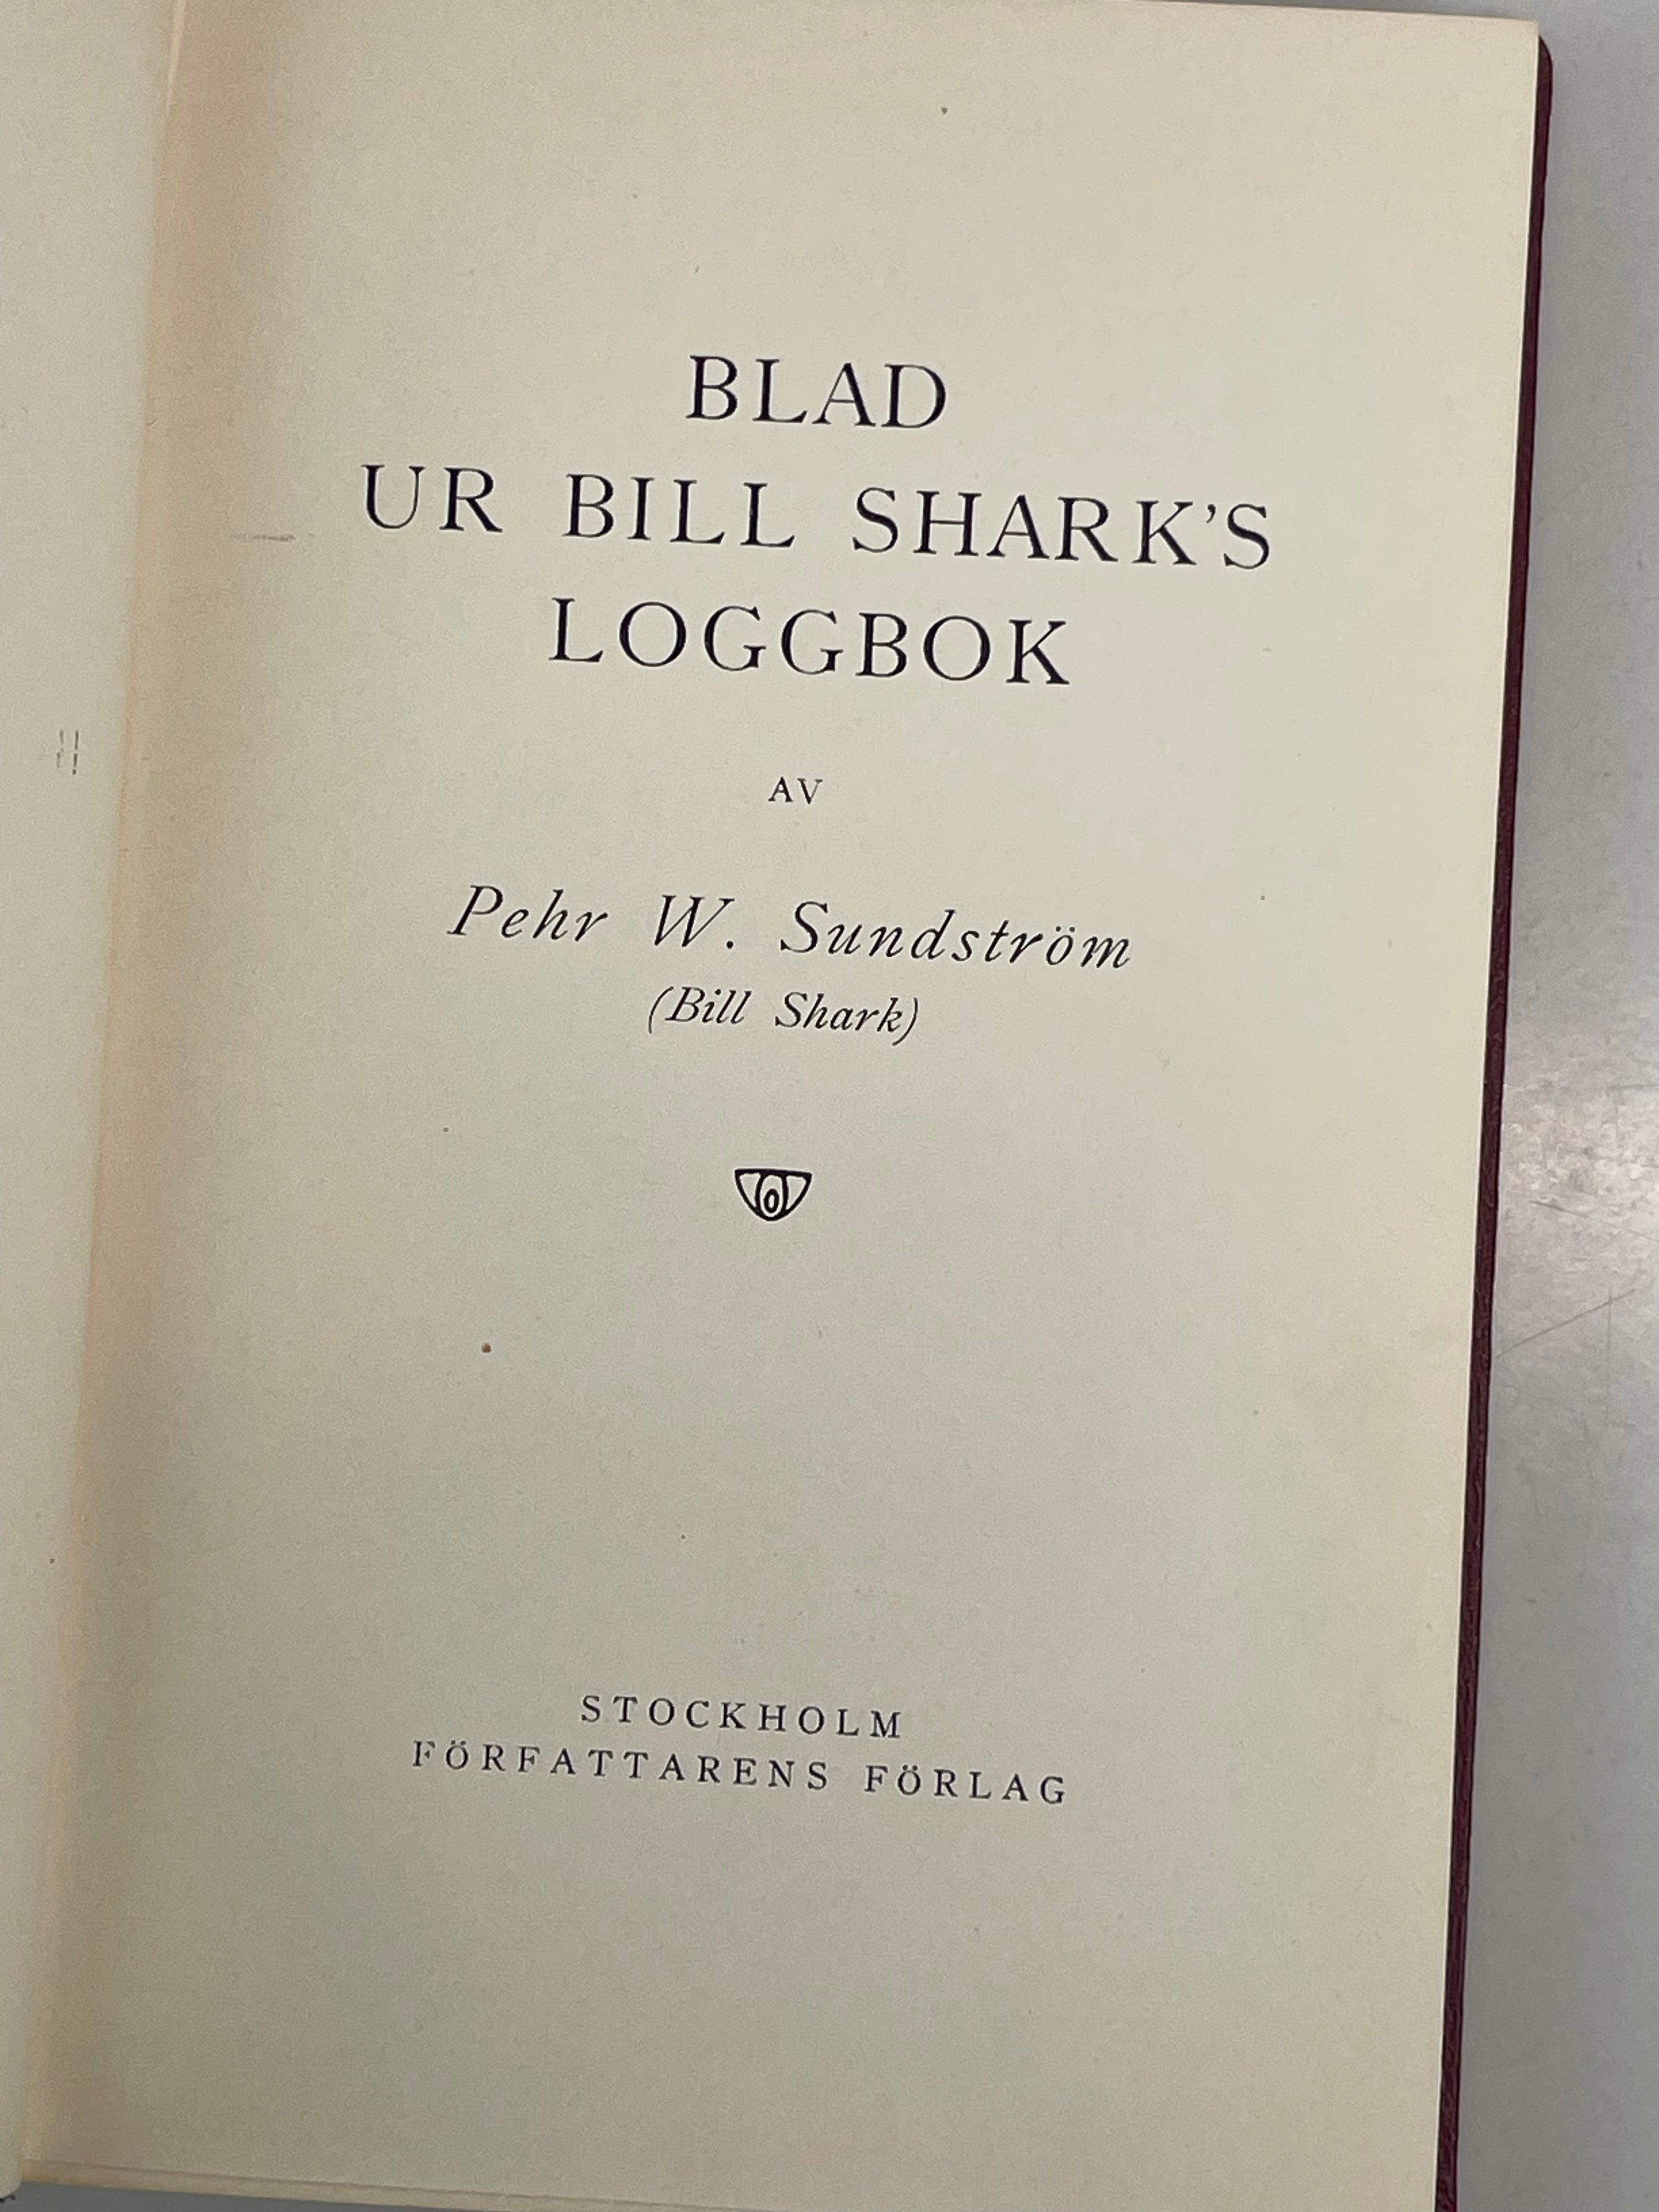 BLAD
UR BILL SHARK'S
LOGGBOK
AV
Pehr W. Sundström
(Bill Shark)
STOCKHOLM
FÖRFATTARENS FÖRLAG